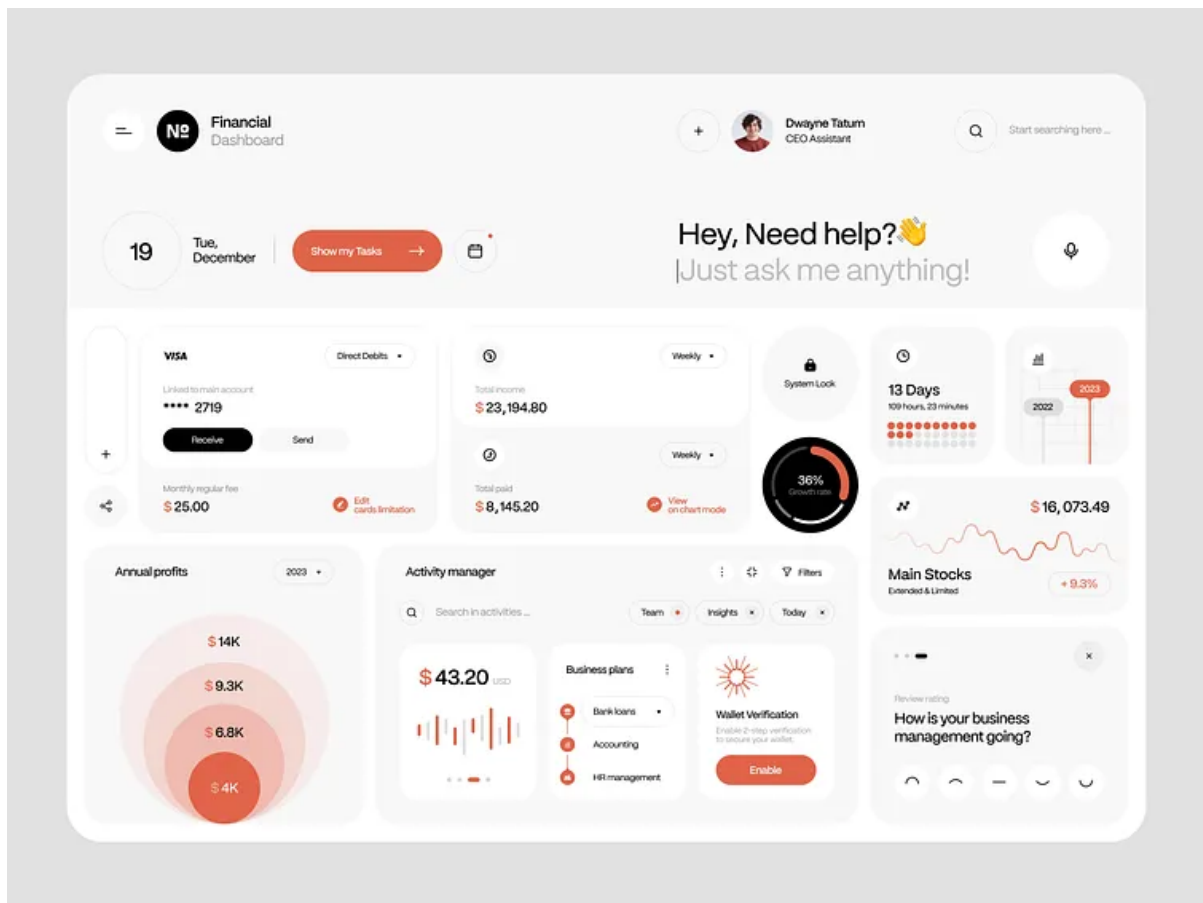 Nº
Financial
Dashboard
+
Dwayne Tatum
CEO Assistant
Start searching here ...
19
Tue,
December
Show my Tasks →
Hey, Need help?👋
Just ask me anything!
+
VISA
Direct Debits
Linked to main account
**** 2719
Receive
Send
Monthly regular fee
$ 25.00
Edit
cards limitation
Weekly
Total income
$ 23,194.80
Weekly
Total paid
$ 8,145.20
View
on chart mode
System Lock
36%
Growth rate
13 Days
109 hours, 23 minutes
2023
2022
$ 16, 073.49
Main Stocks
Extended & Limited
+ 9.3%
Annual profits
2023
$ 14K
$ 9.3K
$ 6.8K
$ 4K
Activity manager
Filters
Search in activities ...
Team
Insights ×
Today ×
$ 43.20 USD
Business plans
Bank loans
Accounting
HR management
Wallet Verification
Enable 2-step verification
to secure your wallet.
Enable
×
Review rating
How is your business
management going?